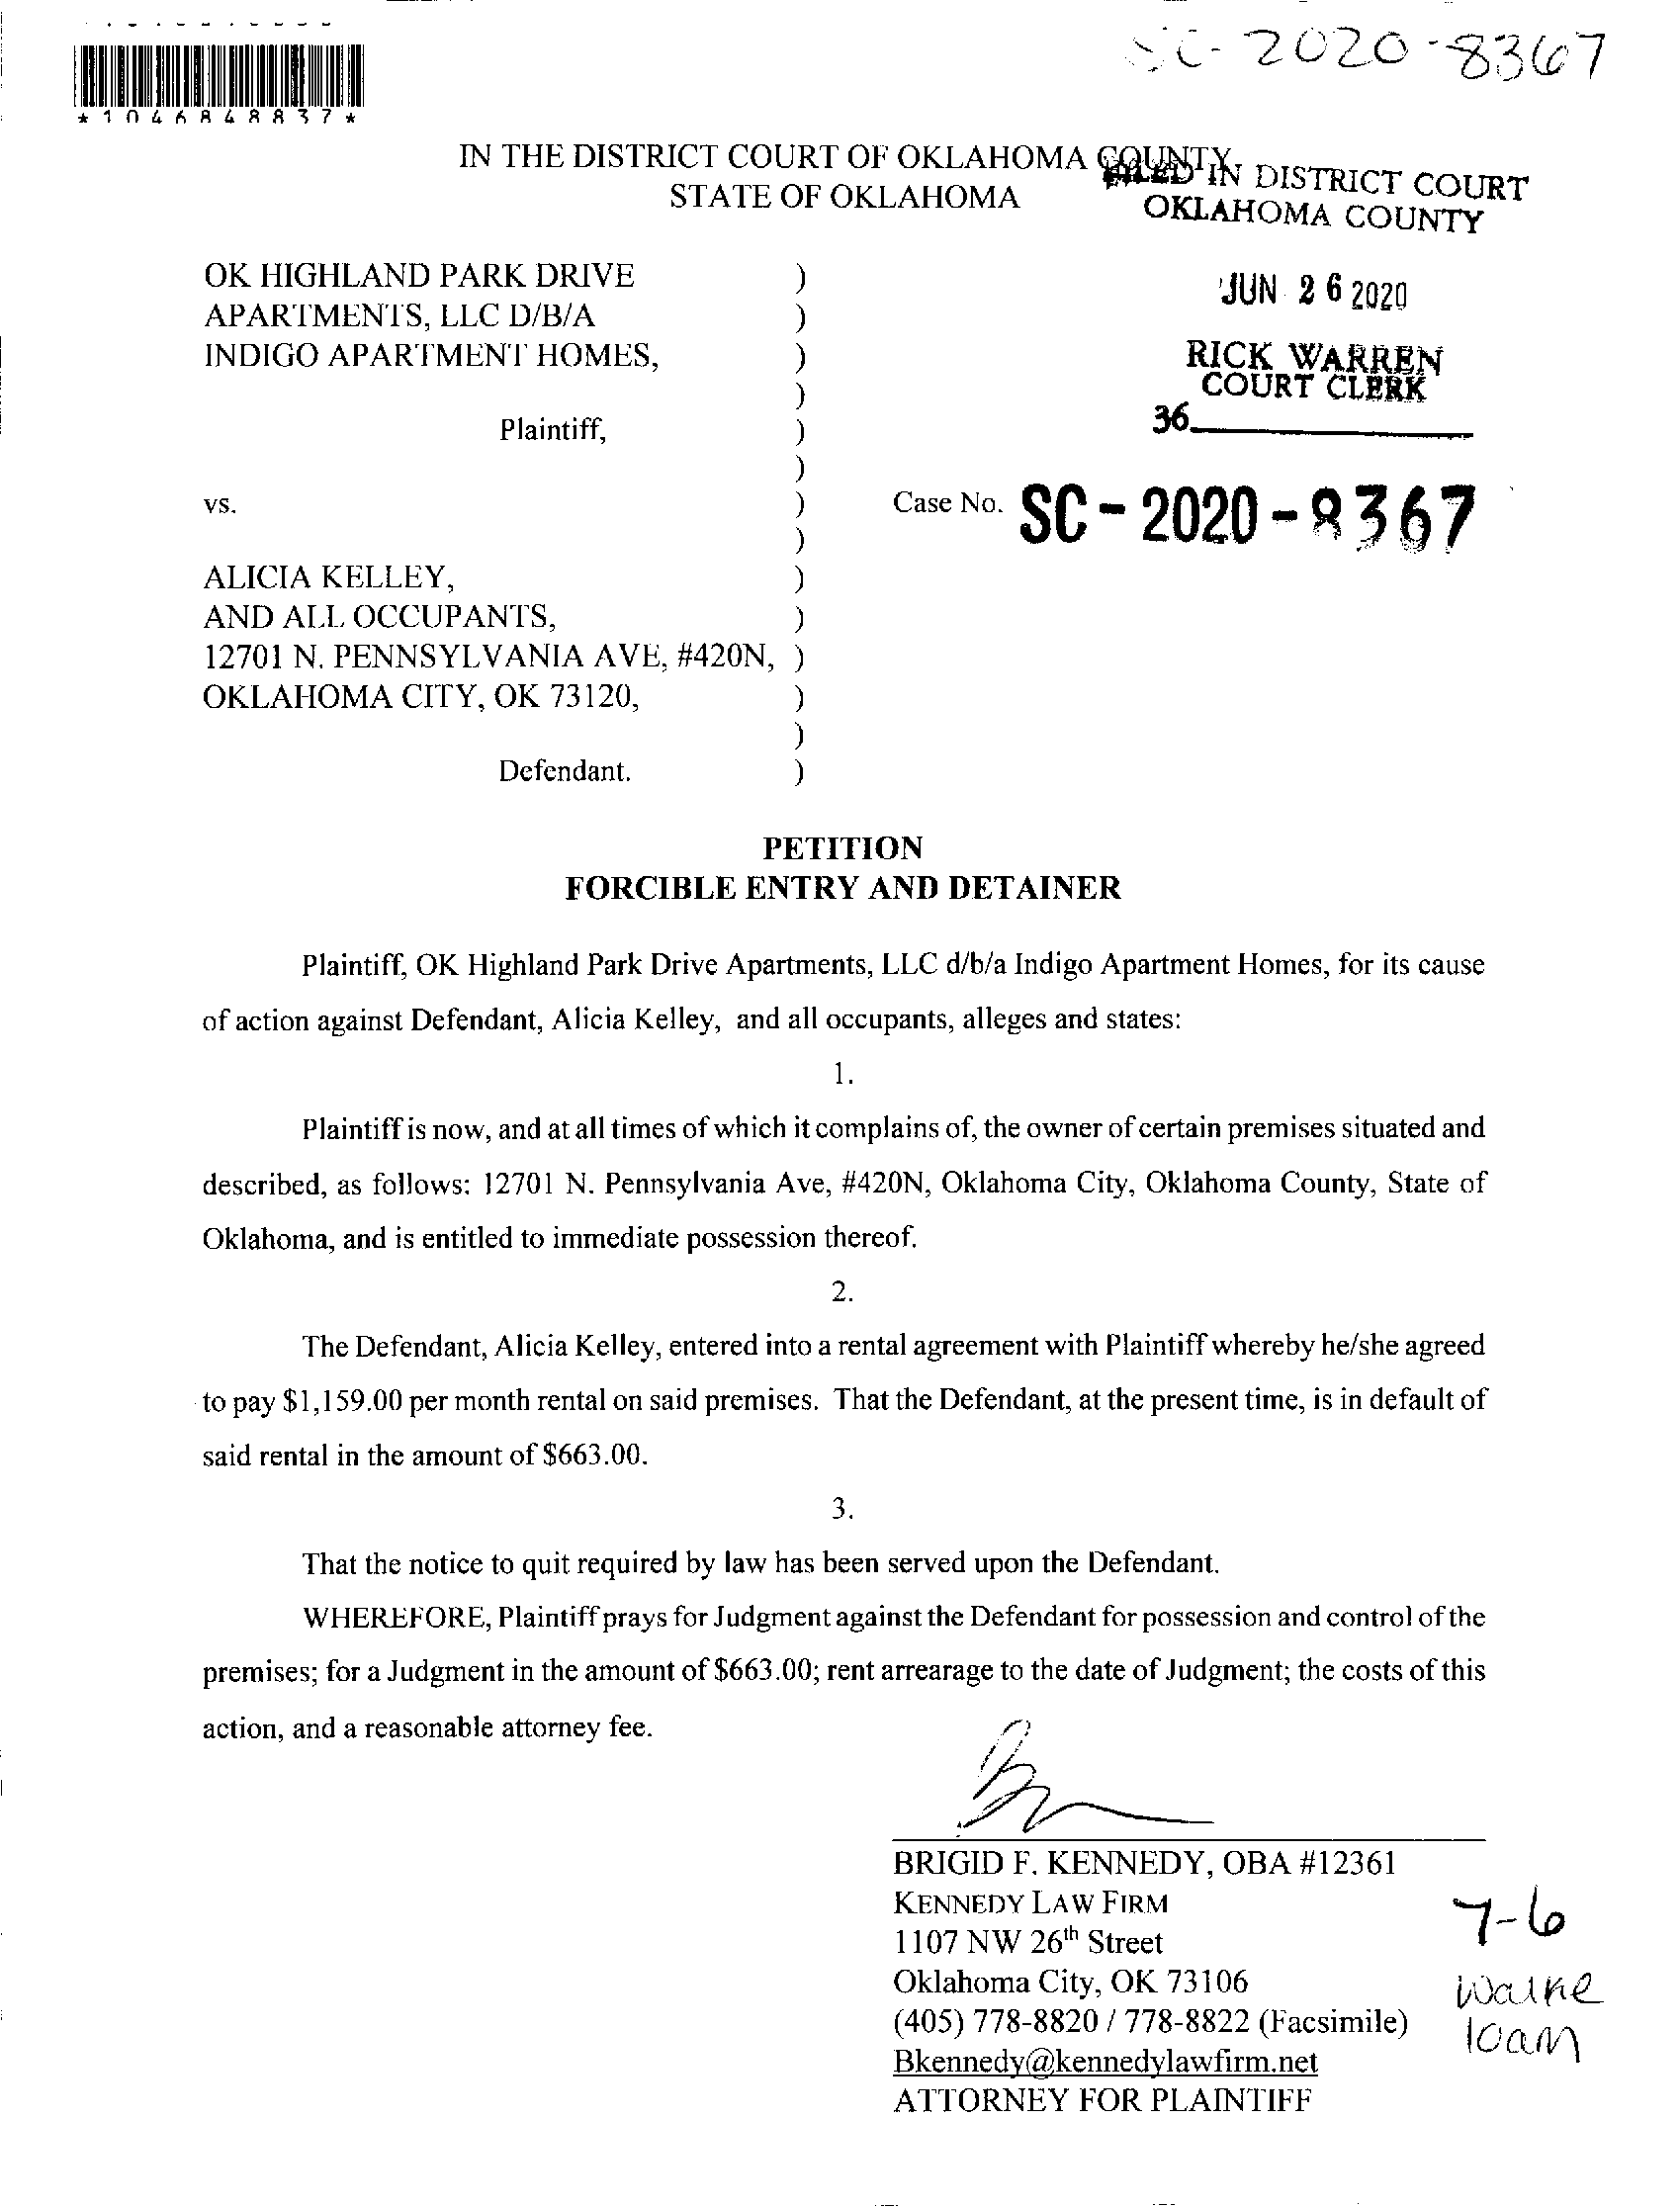 SC-2020-8367
*1046848837*
IN THE DISTRICT COURT OF OKLAHOMA COUNTY
STATE OF OKLAHOMA
FILED IN DISTRICT COURT
OKLAHOMA COUNTY
JUN 26 2020
RICK WARREN
COURT CLERK
36
OK HIGHLAND PARK DRIVE )
APARTMENTS, LLC D/B/A )
INDIGO APARTMENT HOMES, )
)
Plaintiff, )
)
vs. ) Case No. SC-2020-8367
)
ALICIA KELLEY, )
AND ALL OCCUPANTS, )
12701 N. PENNSYLVANIA AVE, #420N, )
OKLAHOMA CITY, OK 73120, )
)
Defendant. )
PETITION
FORCIBLE ENTRY AND DETAINER
Plaintiff, OK Highland Park Drive Apartments, LLC d/b/a Indigo Apartment Homes, for its cause
of action against Defendant, Alicia Kelley, and all occupants, alleges and states:
1.
Plaintiff is now, and at all times of which it complains of, the owner of certain premises situated and
described, as follows: 12701 N. Pennsylvania Ave, #420N, Oklahoma City, Oklahoma County, State of
Oklahoma, and is entitled to immediate possession thereof.
2.
The Defendant, Alicia Kelley, entered into a rental agreement with Plaintiff whereby he/she agreed
to pay $1,159.00 per month rental on said premises. That the Defendant, at the present time, is in default of
said rental in the amount of $663.00.
3.
That the notice to quit required by law has been served upon the Defendant.
WHEREFORE, Plaintiff prays for Judgment against the Defendant for possession and control of the
premises; for a Judgment in the amount of $663.00; rent arrearage to the date of Judgment; the costs of this
action, and a reasonable attorney fee.
BRIGID F. KENNEDY, OBA #12361
KENNEDY LAW FIRM
1107 NW 26th Street
Oklahoma City, OK 73106
(405) 778-8820 / 778-8822 (Facsimile)
Bkennedy@kennedylawfirm.net
ATTORNEY FOR PLAINTIFF
7-6
Walke
10am